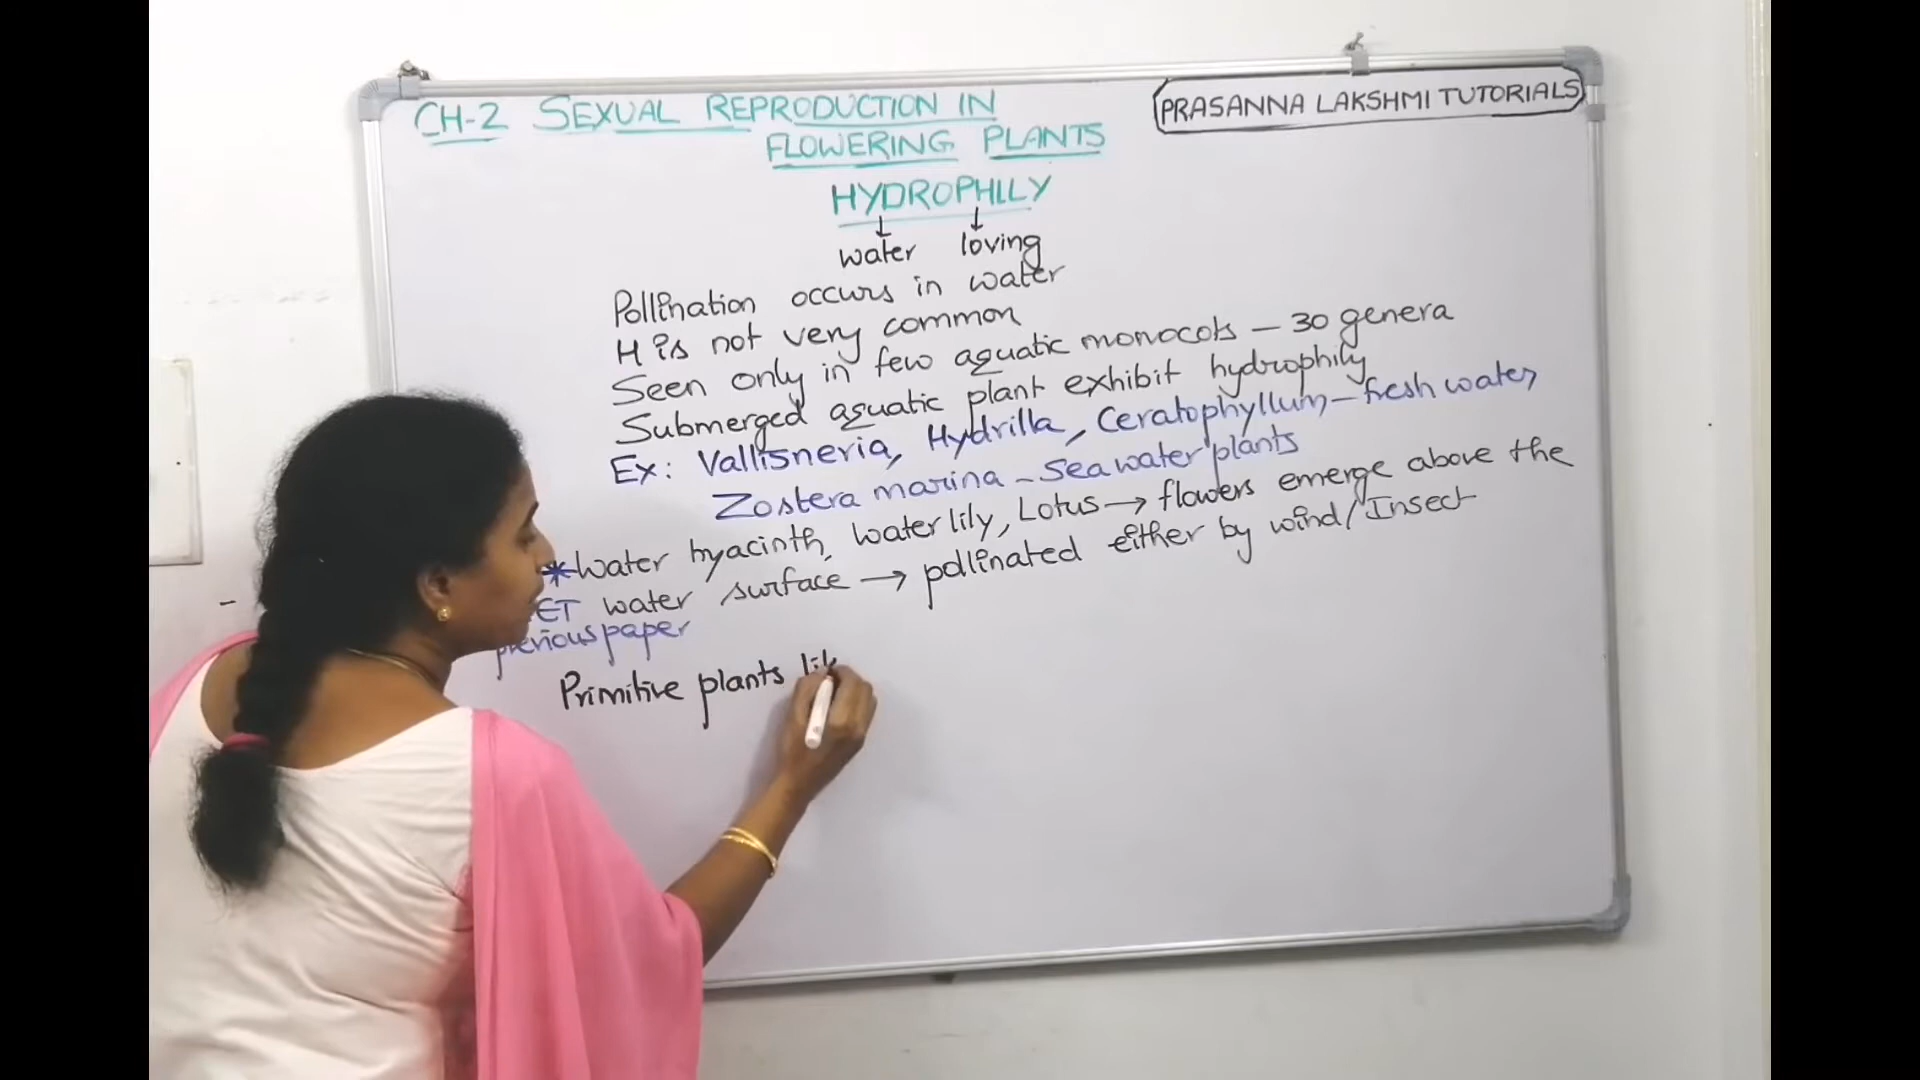 CH-2 SEXUAL REPRODUCTION IN
FLOWERING PLANTS
PRASANNA LAKSHMI TUTORIALS
HYDROPHILY
water loving
Pollination occurs in water
H is not very common
Seen only in few aquatic monocots - 30 genera
Submerged aquatic plant exhibit hydrophily
Ex: Vallisneria, Hydrilla, Ceratophyllum - fresh water,
Zostera marina - sea water plants
*Water hyacinth, Water lily, Lotus → flowers emerge above the
water surface → pollinated either by wind/Insect
previous paper
Primitive plants